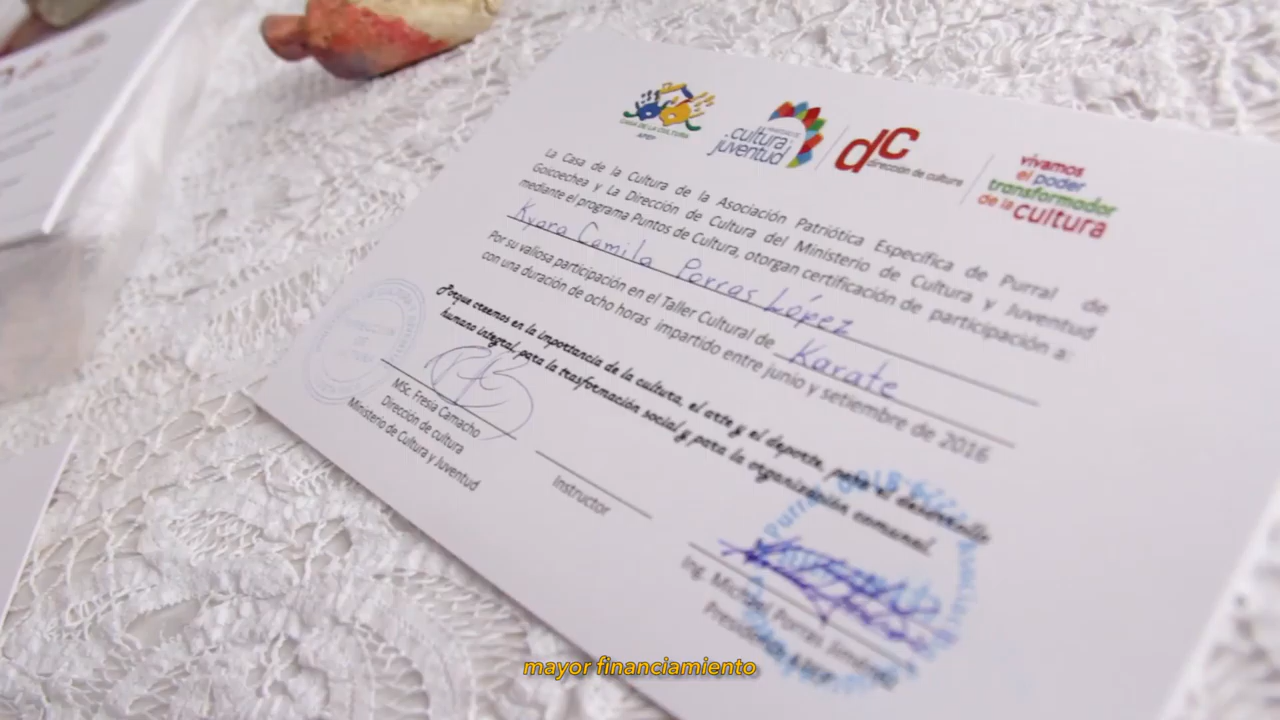 CASA DE LA CULTURA
APEP
cultura
juventud
dc
dirección de cultura
vivamos
el poder
transformador
de la cultura
La Casa de la Cultura de la Asociación Patriótica Específica de Purral de
Goicoechea y La Dirección de Cultura del Ministerio de Cultura y Juventud
mediante el programa Puntos de Cultura, otorgan certificación de participación a:
Kyara Camila Porras López
Por su valiosa participación en el Taller Cultural de Karate
con una duración de ocho horas impartido entre junio y setiembre de 2016
Porque creemos en la importancia de la cultura, el arte y el deporte, para el desarrollo
humano integral, para la trasformación social y para la organización comunal.
MSc. Fresia Camacho
Dirección de cultura
Ministerio de Cultura y Juventud
Instructor
Ing. Michael Porras
Presidente
Purral
mayor financiamiento